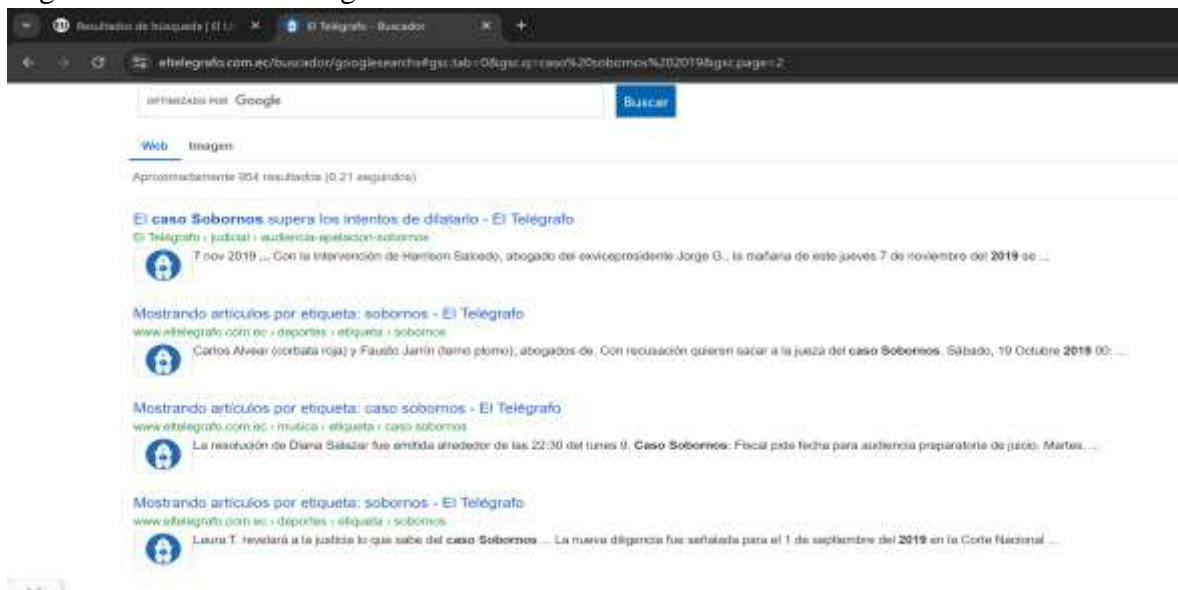 Resultados de búsqueda | El U
El Telégrafo - Buscador
eltelegrafo.com.ec/buscador/googlesearch#gsc.tab=0&gsc.q=caso%20sobornos%202019&gsc.page=2
OPTIMIZADO POR Google
Buscar
Web Imagen
Aproximadamente 954 resultados (0.21 segundos)
El caso Sobornos supera los intentos de dilatarlo - El Telégrafo
El Telégrafo › judicial › audiencia-apelacion-sobornos
7 nov 2019 ... Con la intervención de Harrison Salcedo, abogado del exvicepresidente Jorge G., la mañana de este jueves 7 de noviembre del 2019 se ...
Mostrando artículos por etiqueta: sobornos - El Telégrafo
www.eltelegrafo.com.ec › deportes › etiqueta › sobornos
Carlos Alvear (corbata roja) y Fausto Jarrín (terno plomo), abogados de. Con recusación quieren sacar a la jueza del caso Sobornos. Sábado, 19 Octubre 2019 00: ...
Mostrando artículos por etiqueta: caso sobornos - El Telégrafo
www.eltelegrafo.com.ec › musica › etiqueta › caso sobornos
La resolución de Diana Salazar fue emitida alrededor de las 22:30 del lunes 9. Caso Sobornos: Fiscal pide fecha para audiencia preparatoria de juicio. Martes, ...
Mostrando artículos por etiqueta: sobornos - El Telégrafo
www.eltelegrafo.com.ec › deportes › etiqueta › sobornos
Laura T. revelará a la justicia lo que sabe del caso Sobornos ... La nueva diligencia fue señalada para el 1 de septiembre del 2019 en la Corte Nacional ...